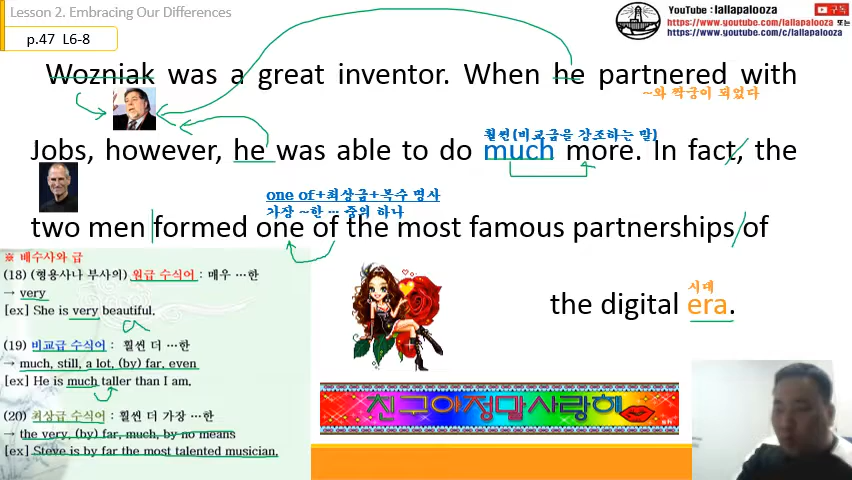 Lesson 2. Embracing Our Differences
YouTube : lallapalooza
구독
https://www.youtube.com/lallapalooza 또는
https://www.youtube.com/c/lallapalooza
p.47 L6-8
Wozniak was a great inventor. When he partnered with
~와 짝궁이 되었다
훨씬(비교급을 강조하는 말)
Jobs, however, he was able to do much more. In fact, the
one of+최상급+복수 명사
가장 ~한 … 중의 하나
two men formed one of the most famous partnerships of
시대
the digital era.
※ 배수사와 급
(18) (형용사나 부사의) 원급 수식어 : 매우 …한
→ very
[ex] She is very beautiful.
(19) 비교급 수식어 : 훨씬 더 …한
→ much, still, a lot, (by) far, even
[ex] He is much taller than I am.
(20) 최상급 수식어 : 훨씬 더 가장 …한
→ the very, (by) far, much, by no means
[ex] Steve is by far the most talented musician.
친구야정말사랑해